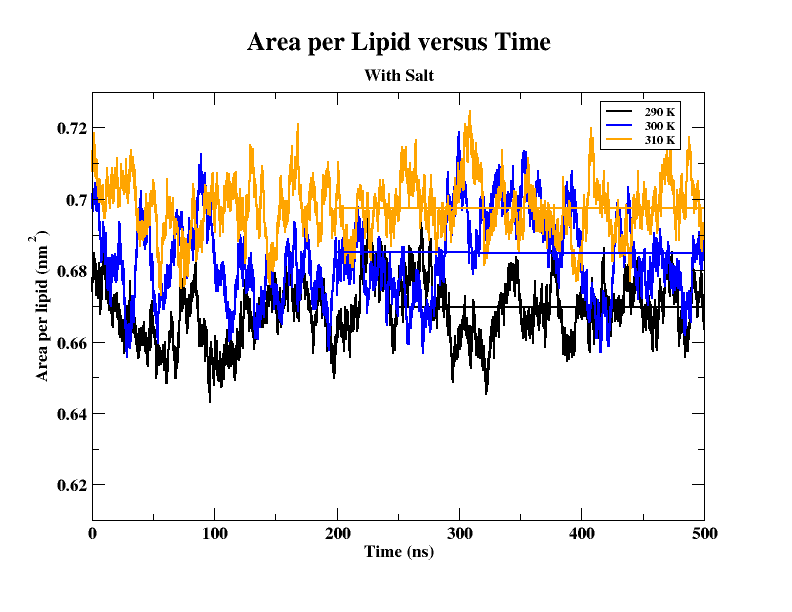 Area per Lipid versus Time
With Salt
290 K
300 K
310 K
0.72
0.7
0.68
0.66
0.64
0.62
Area per lipid (nm²)
0 100 200 300 400 500
Time (ns)